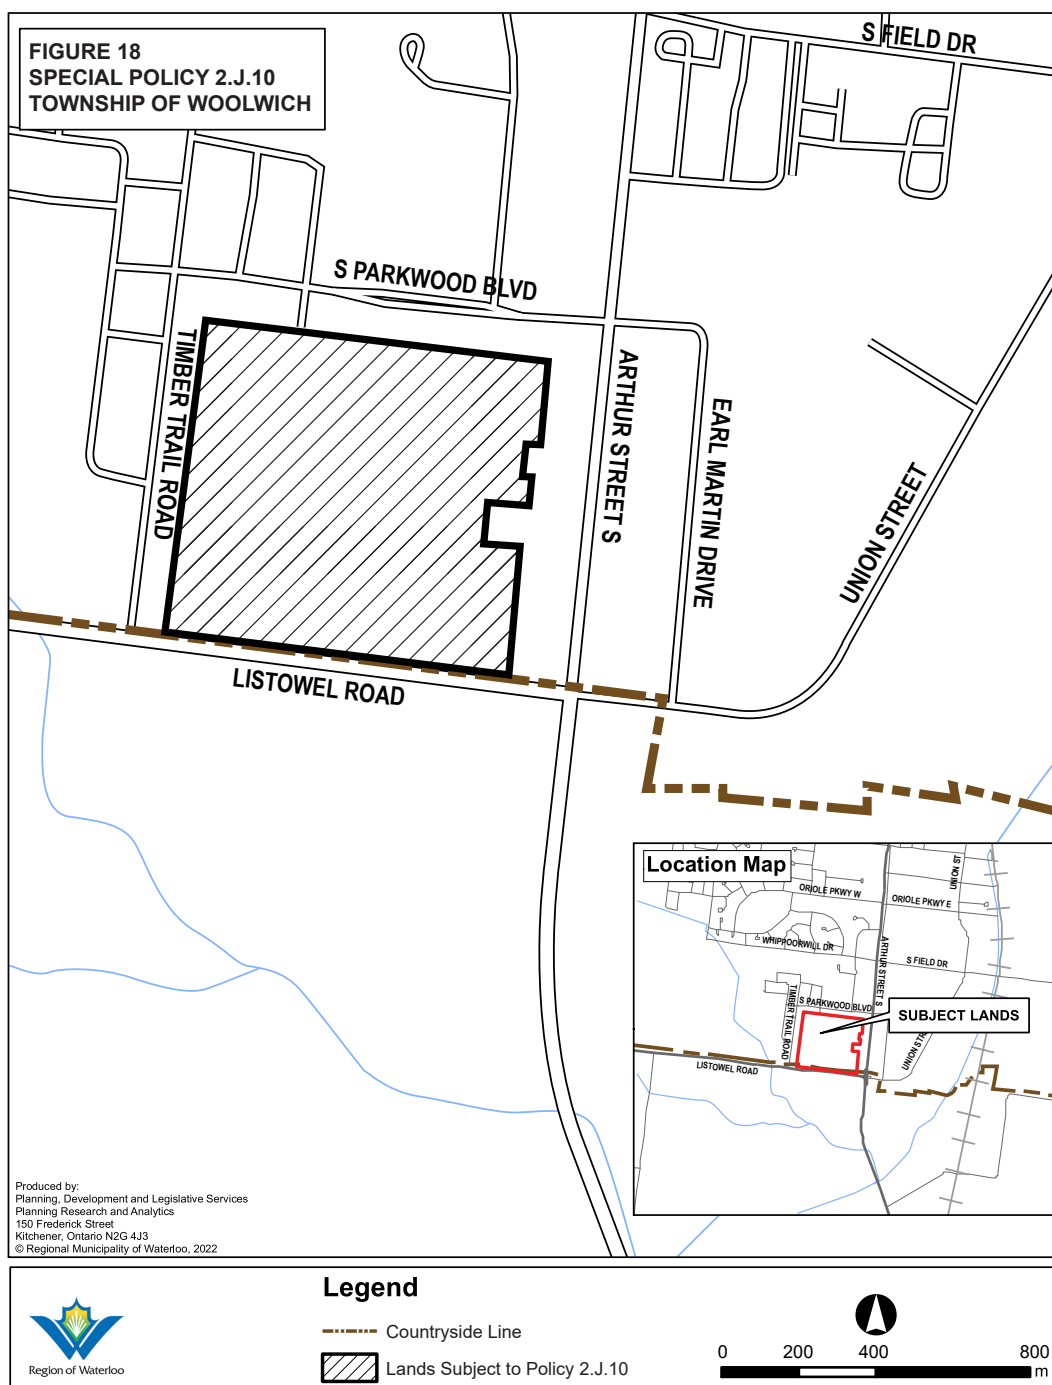 FIGURE 18
SPECIAL POLICY 2.J.10
TOWNSHIP OF WOOLWICH
S FIELD DR
S PARKWOOD BLVD
TIMBER TRAIL ROAD
ARTHUR STREET S
EARL MARTIN DRIVE
UNION STREET
LISTOWEL ROAD
Location Map
UNION ST
ORIOLE PKWY W
ORIOLE PKWY E
WHIPPOORWILL DR
ARTHUR STREET S
S FIELD DR
TIMBER TRAIL ROAD
S PARKWOOD BLVD
SUBJECT LANDS
UNION STR
LISTOWEL ROAD
Produced by:
Planning, Development and Legislative Services
Planning Research and Analytics
150 Frederick Street
Kitchener, Ontario N2G 4J3
© Regional Municipality of Waterloo, 2022
Region of Waterloo
Legend
Countryside Line
Lands Subject to Policy 2.J.10
0 200 400 800
m